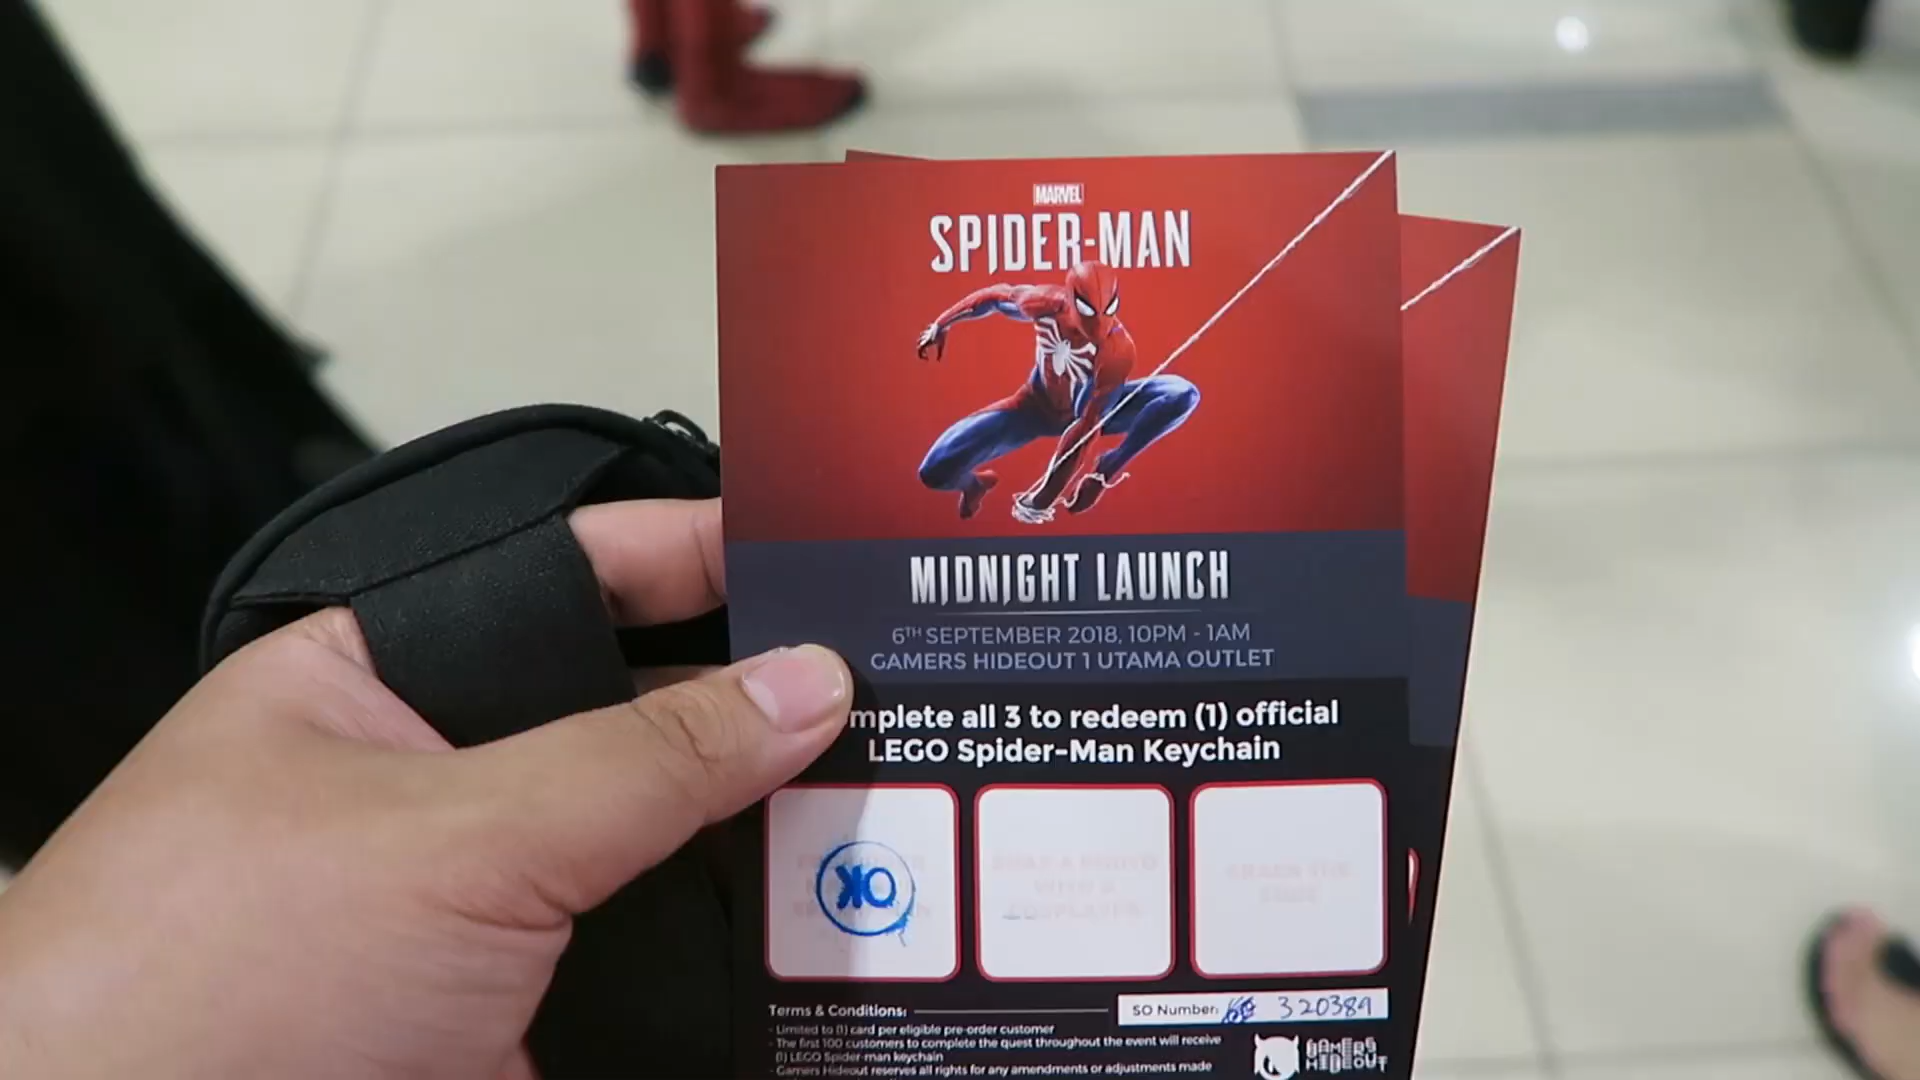 MARVEL
SPIDER-MAN
MIDNIGHT LAUNCH
6TH SEPTEMBER 2018, 10PM - 1AM
GAMERS HIDEOUT 1 UTAMA OUTLET
mplete all 3 to redeem (1) official
LEGO Spider-Man Keychain
OK
Terms & Conditions:
SO Number: 320389
- Limited to (1) card per eligible pre-order customer
- The first 100 customers to complete the quest throughout the event will receive
(1) LEGO Spider-man keychain
- Gamers Hideout reserves all rights for any amendments or adjustments made
GAMERS
HIDEOUT